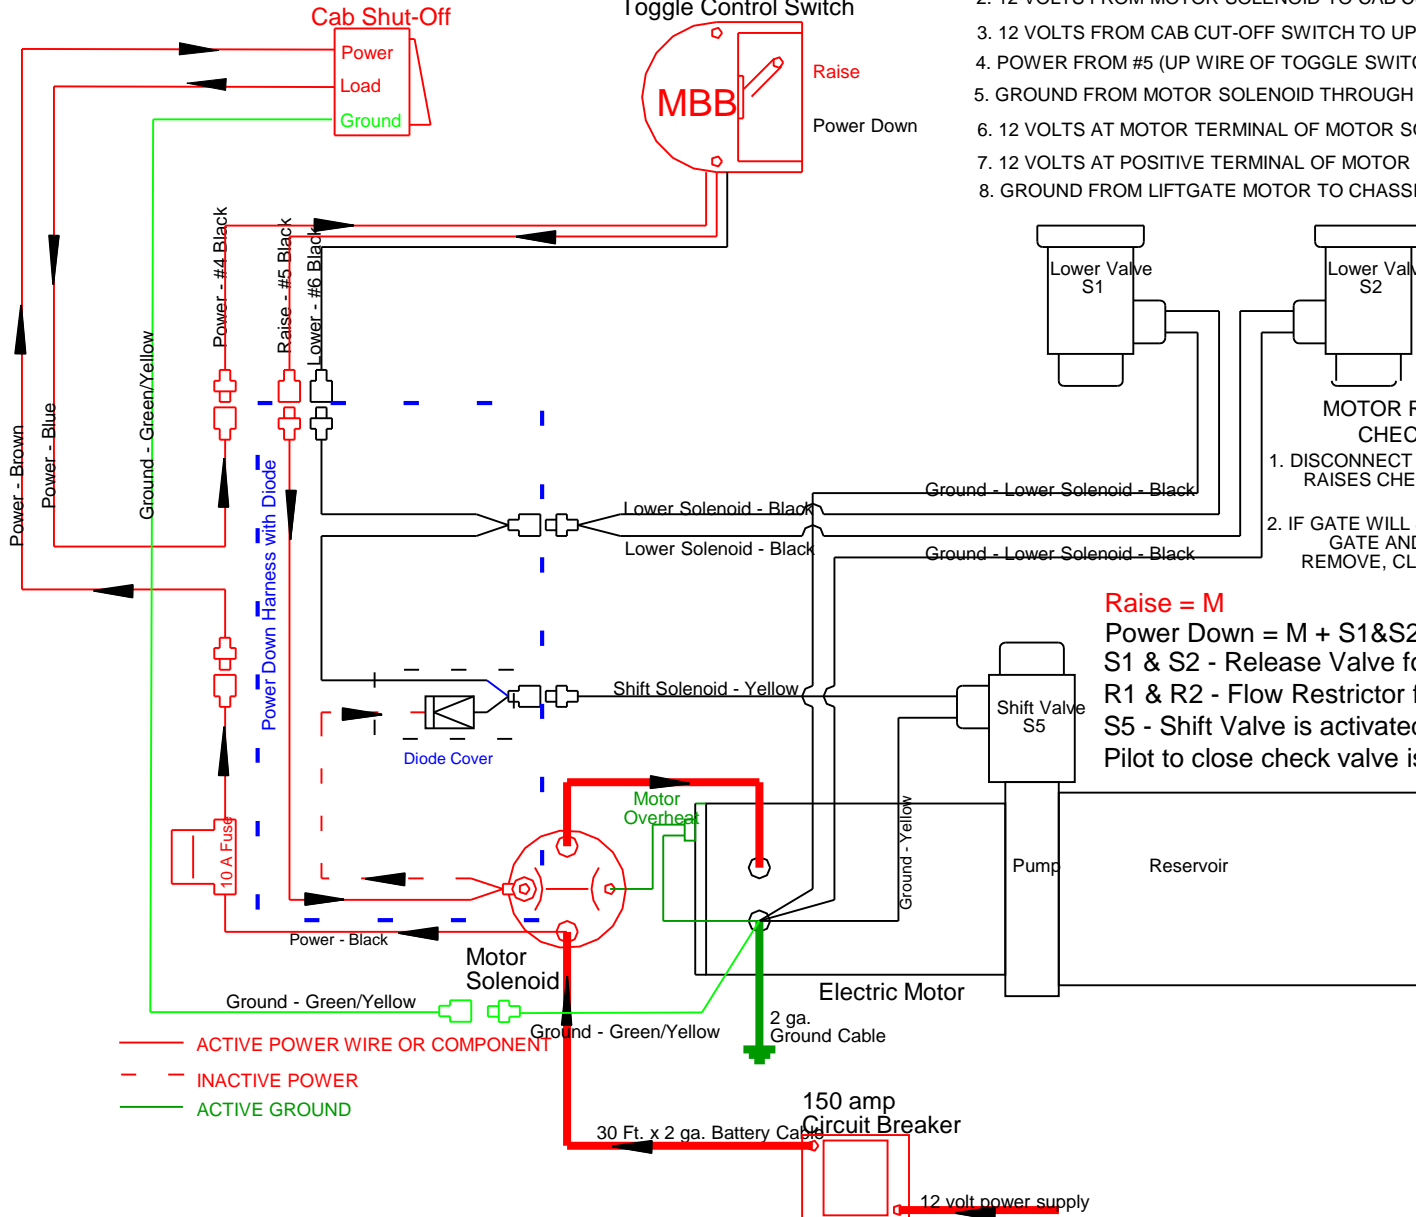 Cab Shut-Off
Toggle Control Switch
Power
Load
Ground
MBB
Raise
Power Down
3. 12 VOLTS FROM CAB CUT-OFF SWITCH TO UP
4. POWER FROM #5 (UP WIRE OF TOGGLE SWITC
5. GROUND FROM MOTOR SOLENOID THROUGH
6. 12 VOLTS AT MOTOR TERMINAL OF MOTOR SO
7. 12 VOLTS AT POSITIVE TERMINAL OF MOTOR
8. GROUND FROM LIFTGATE MOTOR TO CHASSI
Power - #4 Black
Raise - #5 Black
Lower - #6 Black
Lower Valve
S1
Lower Valv
S2
Ground - Green/Yellow
Power - Blue
Power - Brown
Power Down Harness with Diode
MOTOR R
CHEC
1. DISCONNECT
RAISES CHE
2. IF GATE WILL
GATE AND
REMOVE, CL
Ground - Lower Solenoid - Black
Lower Solenoid - Black
Lower Solenoid - Black
Ground - Lower Solenoid - Black
Raise = M
Power Down = M + S1&S2
S1 & S2 - Release Valve fo
R1 & R2 - Flow Restrictor f
S5 - Shift Valve is activated
Pilot to close check valve is
Shift Solenoid - Yellow
Shift Valve
S5
Diode Cover
Motor
Overheat
10 A Fuse
Ground - Yellow
Pump
Reservoir
Power - Black
Motor
Solenoid
Electric Motor
Ground - Green/Yellow
Ground - Green/Yellow
2 ga.
Ground Cable
ACTIVE POWER WIRE OR COMPONENT
INACTIVE POWER
ACTIVE GROUND
150 amp
Circuit Breaker
30 Ft. x 2 ga. Battery Cable
12 volt power supply